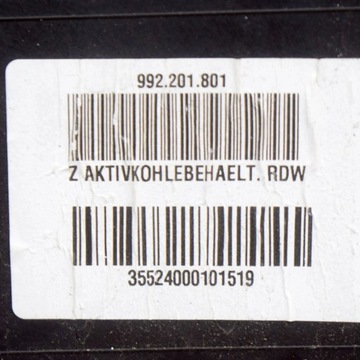 992.201.801
Z AKTIVKOHLEBEHAELT. RDW
35524000101519